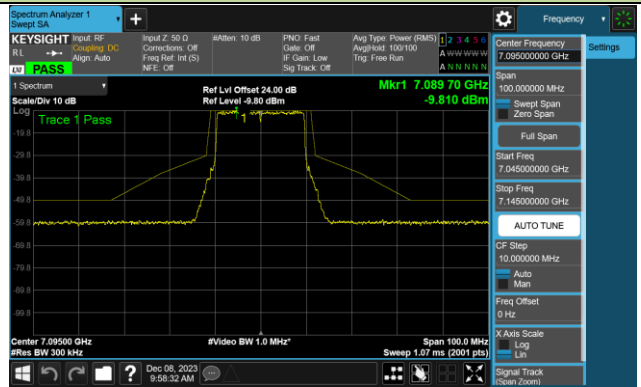 Spectrum Analyzer 1
Swept SA
+
Frequency
KEYSIGHT
Input: RF
Input Z: 50 Ω
#Atten: 10 dB
PNO: Fast
Avg Type: Power (RMS)
1 2 3 4 5 6
RL
Coupling: DC
Corrections: Off
Gate: Off
Avg|Hold: 100/100
A W W W W W
Align: Auto
Freq Ref: Int (S)
IF Gain: Low
Trig: Free Run
LXI
PASS
NFE: Off
Sig Track: Off
A N N N N N
1 Spectrum
Ref Lvl Offset 24.00 dB
Mkr1 7.089 70 GHz
Scale/Div 10 dB
Ref Level -9.80 dBm
-9.810 dBm
Log
Trace 1 Pass
1
-19.8
-29.8
-39.8
-49.8
-59.8
-69.8
-79.8
-89.8
-99.8
Center 7.09500 GHz
#Video BW 1.0 MHz*
Span 100.0 MHz
#Res BW 300 kHz
Sweep 1.07 ms (2001 pts)
Dec 08, 2023
9:58:32 AM
?
Center Frequency
7.095000000 GHz
Settings
Span
100.000000 MHz
Swept Span
Zero Span
Full Span
Start Freq
7.045000000 GHz
Stop Freq
7.145000000 GHz
AUTO TUNE
CF Step
10.000000 MHz
Auto
Man
Freq Offset
0 Hz
X Axis Scale
Log
Lin
Signal Track
(Span Zoom)